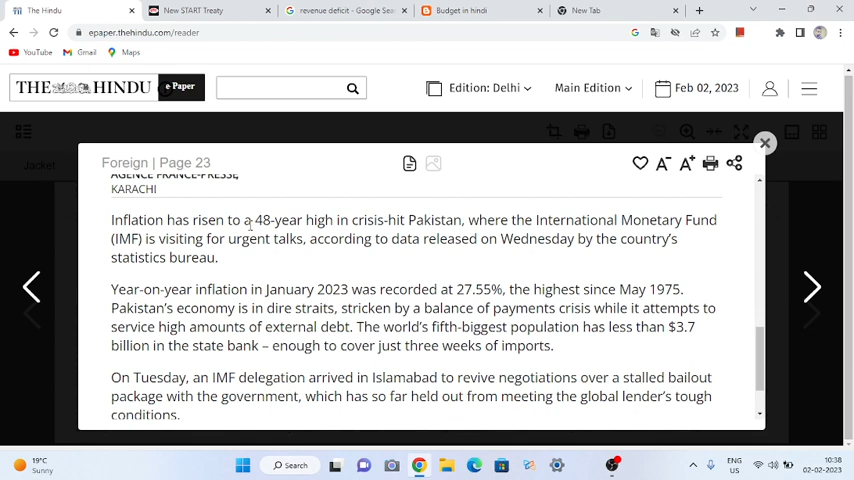 The Hindu
New START Treaty
revenue deficit - Google Sea
Budget in hindi
New Tab
epaper.thehindu.com/reader
YouTube
Gmail
Maps
THE HINDU
e Paper
Edition: Delhi
Main Edition
Feb 02, 2023
Jacket
Foreign | Page 23
A- A+
AGENCE FRANCE-PRESSE
KARACHI
Inflation has risen to a 48-year high in crisis-hit Pakistan, where the International Monetary Fund
(IMF) is visiting for urgent talks, according to data released on Wednesday by the country's
statistics bureau.
Year-on-year inflation in January 2023 was recorded at 27.55%, the highest since May 1975.
Pakistan's economy is in dire straits, stricken by a balance of payments crisis while it attempts to
service high amounts of external debt. The world's fifth-biggest population has less than $3.7
billion in the state bank – enough to cover just three weeks of imports.
On Tuesday, an IMF delegation arrived in Islamabad to revive negotiations over a stalled bailout
package with the government, which has so far held out from meeting the global lender's tough
conditions.
19°C
Sunny
Search
ENG
US
10:38
02-02-2023